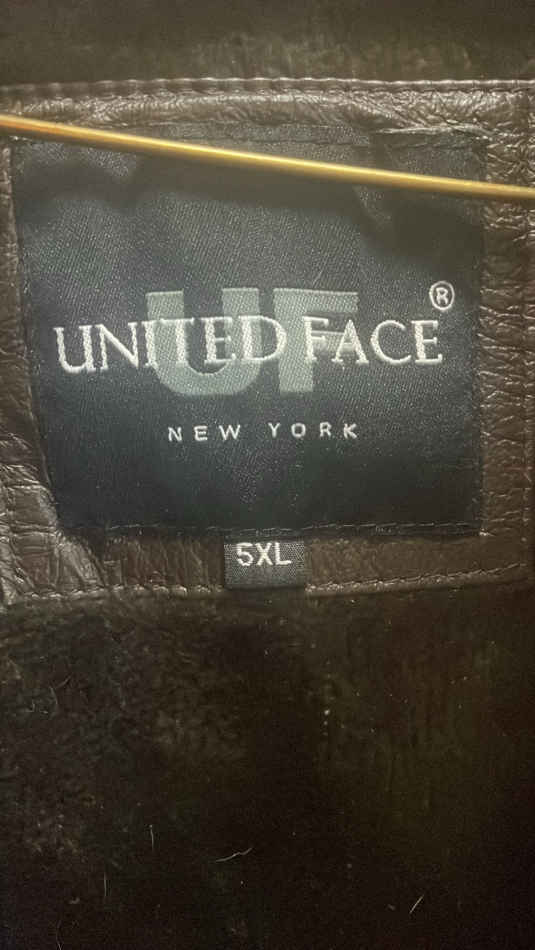 UF
UNITED FACE ®
NEW YORK
5XL